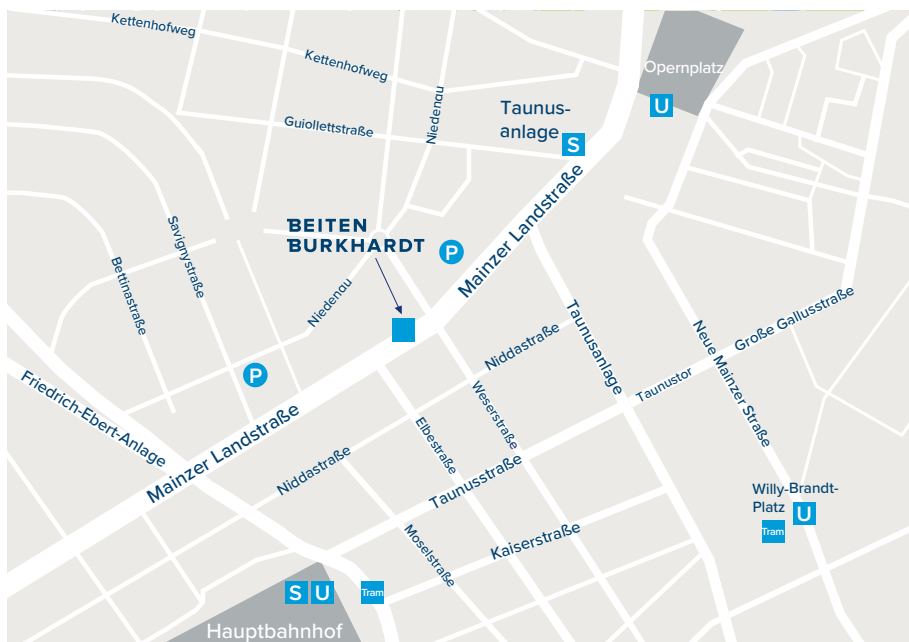 Kettenhofweg
Kettenhofweg
Opernplatz
U
Taunus-
anlage
S
Niedenau
Guiollettstraße
Mainzer Landstraße
Savignystraße
BEITEN
BURKHARDT
P
Bettinastraße
Niedenau
Taunusanlage
Große Gallusstraße
Niddastraße
Neue Mainzer Straße
P
Taunustor
Friedrich-Ebert-Anlage
Weserstraße
Mainzer Landstraße
Elbestraße
Niddastraße
Taunusstraße
Willy-Brandt-
Platz
U
Tram
Moselstraße
Kaiserstraße
S U
Tram
Hauptbahnhof